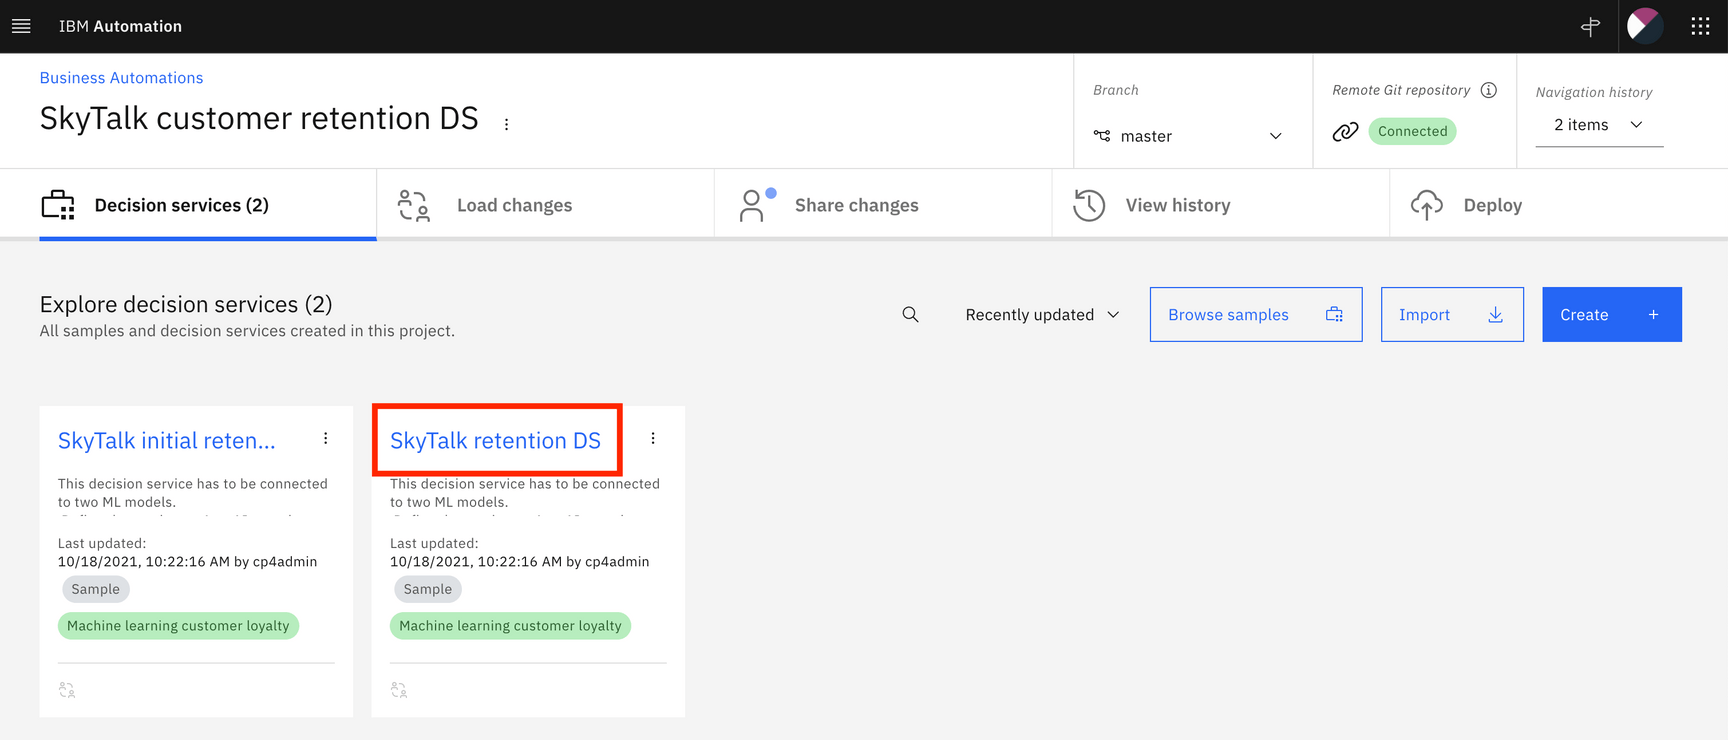 IBM Automation
Business Automations
SkyTalk customer retention DS
Branch
master
Remote Git repository
Connected
Navigation history
2 items
Decision services (2)
Load changes
Share changes
View history
Deploy
Explore decision services (2)
All samples and decision services created in this project.
Recently updated
Browse samples
Import
Create
SkyTalk initial reten...
This decision service has to be connected
to two ML models.
Last updated:
10/18/2021, 10:22:16 AM by cp4admin
Sample
Machine learning customer loyalty
SkyTalk retention DS
This decision service has to be connected
to two ML models.
Last updated:
10/18/2021, 10:22:16 AM by cp4admin
Sample
Machine learning customer loyalty